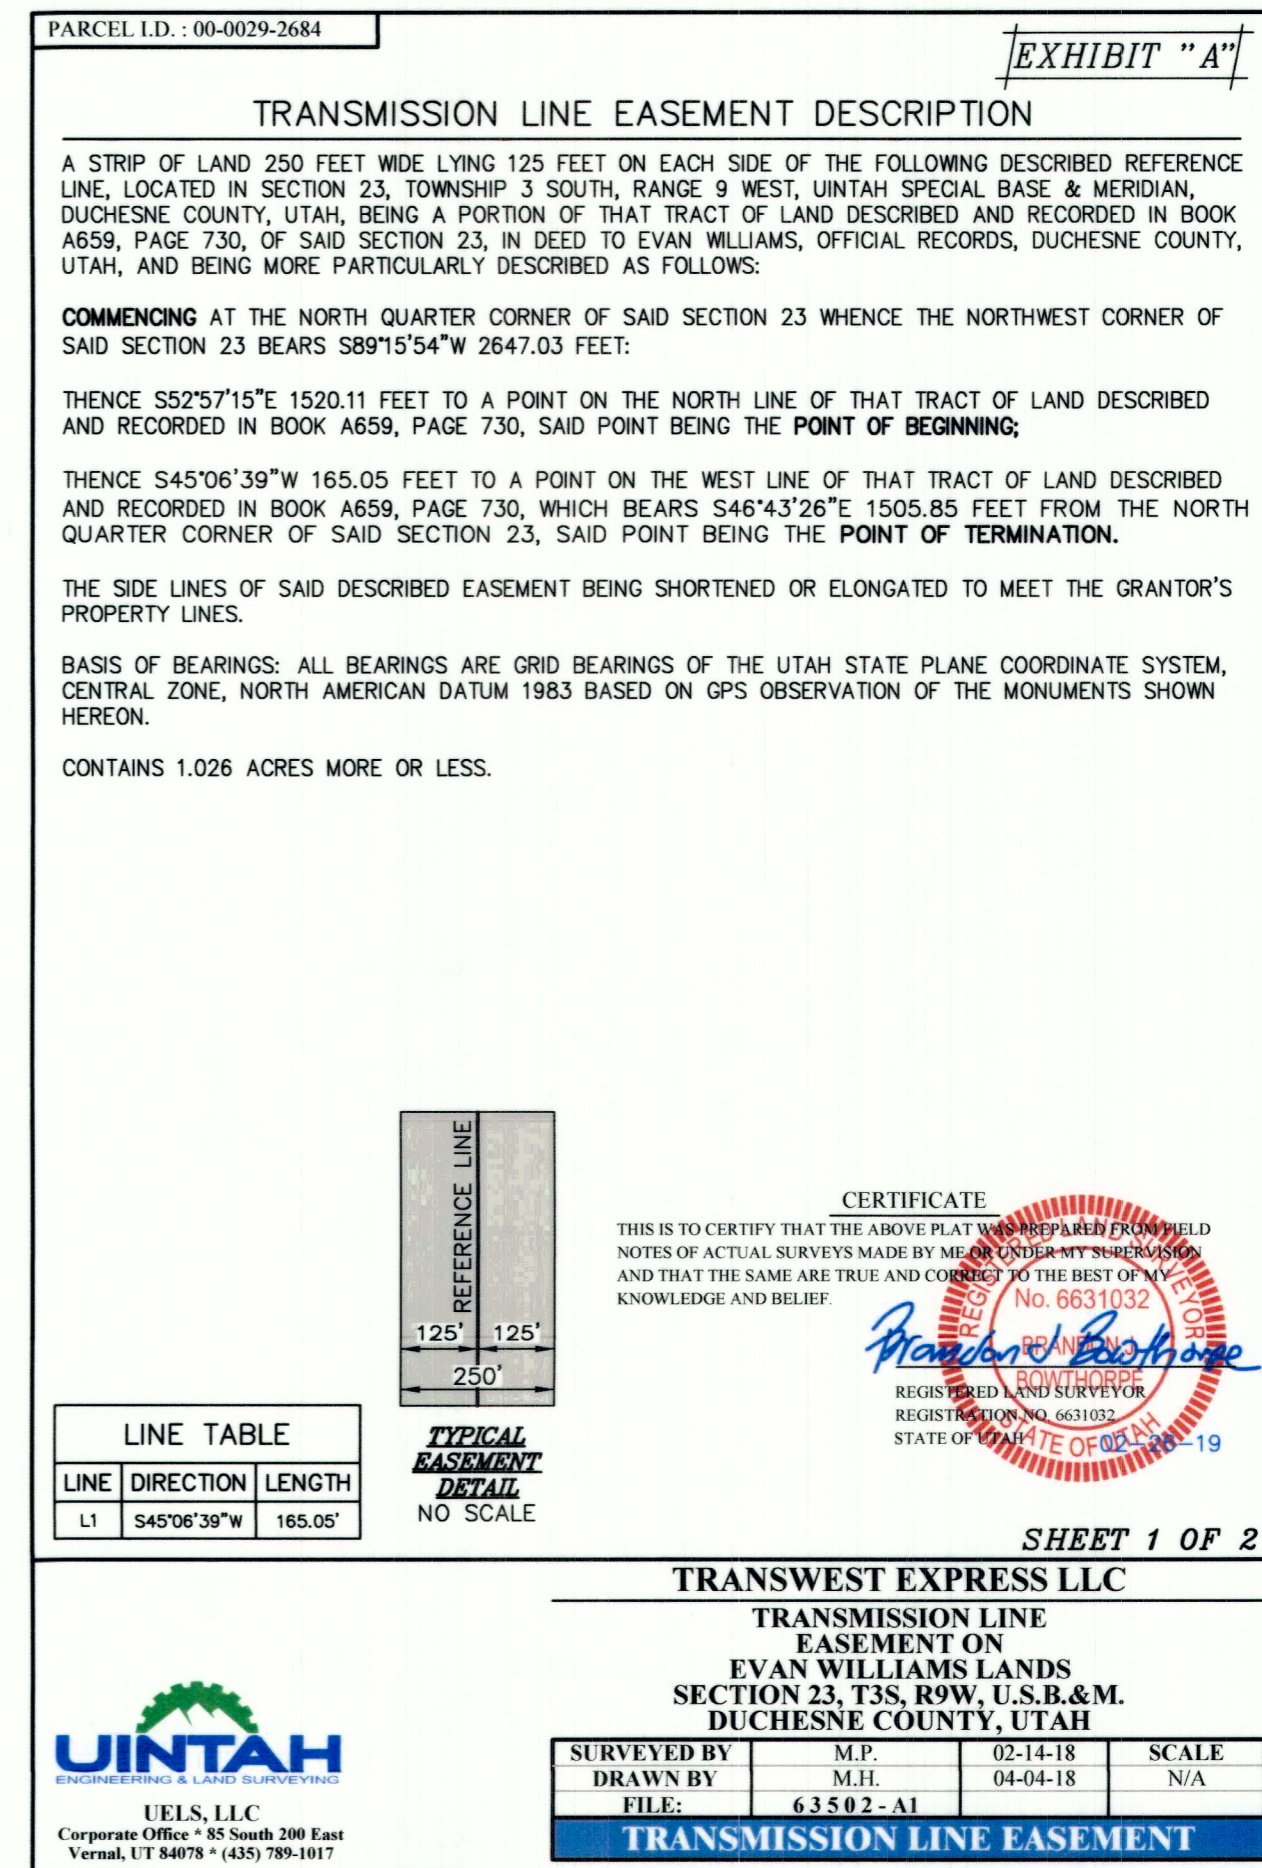 PARCEL I.D. : 00-0029-2684
EXHIBIT "A"
TRANSMISSION LINE EASEMENT DESCRIPTION
A STRIP OF LAND 250 FEET WIDE LYING 125 FEET ON EACH SIDE OF THE FOLLOWING DESCRIBED REFERENCE
LINE, LOCATED IN SECTION 23, TOWNSHIP 3 SOUTH, RANGE 9 WEST, UINTAH SPECIAL BASE & MERIDIAN,
DUCHESNE COUNTY, UTAH, BEING A PORTION OF THAT TRACT OF LAND DESCRIBED AND RECORDED IN BOOK
A659, PAGE 730, OF SAID SECTION 23, IN DEED TO EVAN WILLIAMS, OFFICIAL RECORDS, DUCHESNE COUNTY,
UTAH, AND BEING MORE PARTICULARLY DESCRIBED AS FOLLOWS:
COMMENCING AT THE NORTH QUARTER CORNER OF SAID SECTION 23 WHENCE THE NORTHWEST CORNER OF
SAID SECTION 23 BEARS S89°15'54"W 2647.03 FEET:
THENCE S52°57'15"E 1520.11 FEET TO A POINT ON THE NORTH LINE OF THAT TRACT OF LAND DESCRIBED
AND RECORDED IN BOOK A659, PAGE 730, SAID POINT BEING THE POINT OF BEGINNING;
THENCE S45°06'39"W 165.05 FEET TO A POINT ON THE WEST LINE OF THAT TRACT OF LAND DESCRIBED
AND RECORDED IN BOOK A659, PAGE 730, WHICH BEARS S46°43'26"E 1505.85 FEET FROM THE NORTH
QUARTER CORNER OF SAID SECTION 23, SAID POINT BEING THE POINT OF TERMINATION.
THE SIDE LINES OF SAID DESCRIBED EASEMENT BEING SHORTENED OR ELONGATED TO MEET THE GRANTOR'S
PROPERTY LINES.
BASIS OF BEARINGS: ALL BEARINGS ARE GRID BEARINGS OF THE UTAH STATE PLANE COORDINATE SYSTEM,
CENTRAL ZONE, NORTH AMERICAN DATUM 1983 BASED ON GPS OBSERVATION OF THE MONUMENTS SHOWN
HEREON.
CONTAINS 1.026 ACRES MORE OR LESS.
REFERENCE LINE
125' 125'
250'
TYPICAL
EASEMENT
DETAIL
NO SCALE
CERTIFICATE
THIS IS TO CERTIFY THAT THE ABOVE PLAT WAS PREPARED FROM FIELD
NOTES OF ACTUAL SURVEYS MADE BY ME OR UNDER MY SUPERVISION
AND THAT THE SAME ARE TRUE AND CORRECT TO THE BEST OF MY
KNOWLEDGE AND BELIEF.
Brandon J Bowthorpe
REGISTERED LAND SURVEYOR
REGISTRATION NO. 6631032
STATE OF UTAH
REGISTERED LAND SURVEYOR
No. 6631032
BRANDON J.
BOWTHORPE
STATE OF UTAH
02-26-19
LINE TABLE
LINE DIRECTION LENGTH
L1 S45°06'39"W 165.05'
SHEET 1 OF 2
TRANSWEST EXPRESS LLC
TRANSMISSION LINE
EASEMENT ON
EVAN WILLIAMS LANDS
SECTION 23, T3S, R9W, U.S.B.&M.
DUCHESNE COUNTY, UTAH
SURVEYED BY M.P. 02-14-18 SCALE
DRAWN BY M.H. 04-04-18 N/A
FILE: 63502-A1
TRANSMISSION LINE EASEMENT
UINTAH
ENGINEERING & LAND SURVEYING
UELS, LLC
Corporate Office * 85 South 200 East
Vernal, UT 84078 * (435) 789-1017